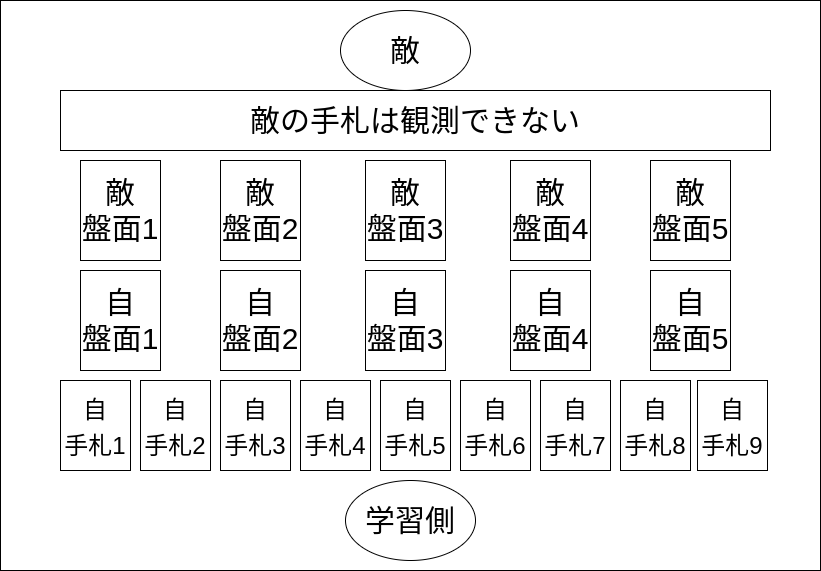 敵
敵の手札は観測できない
敵 敵 敵 敵 敵
盤面1 盤面2 盤面3 盤面4 盤面5
自 自 自 自 自
盤面1 盤面2 盤面3 盤面4 盤面5
自 自 自 自 自 自 自 自 自
手札1 手札2 手札3 手札4 手札5 手札6 手札7 手札8 手札9
学習側